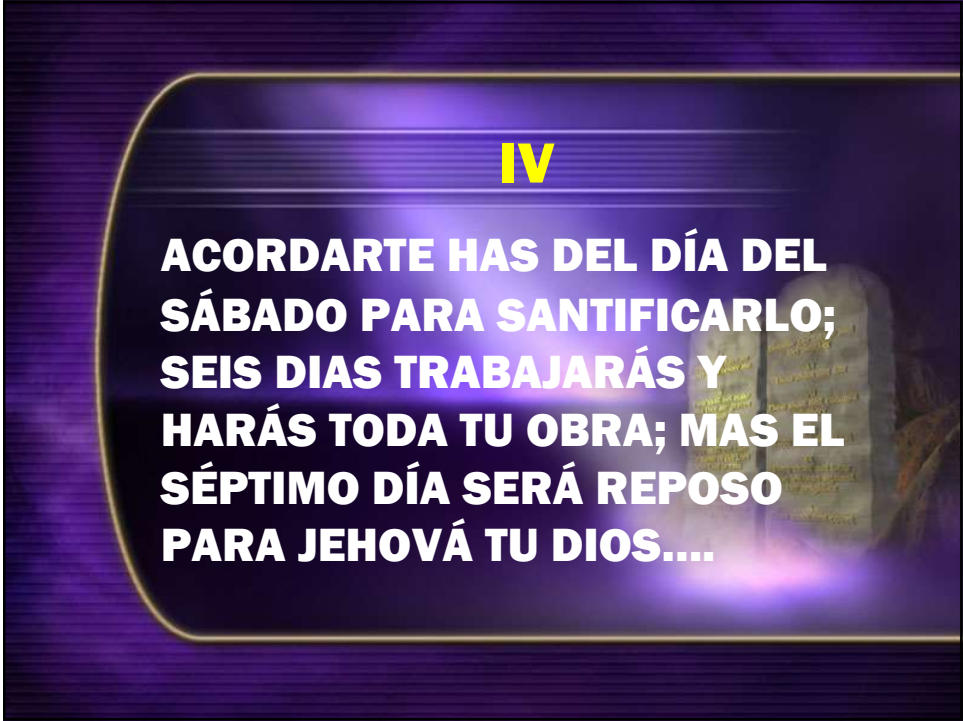 IV
ACORDARTE HAS DEL DÍA DEL
SÁBADO PARA SANTIFICARLO;
SEIS DIAS TRABAJARÁS Y
HARÁS TODA TU OBRA; MAS EL
SÉPTIMO DÍA SERÁ REPOSO
PARA JEHOVÁ TU DIOS....